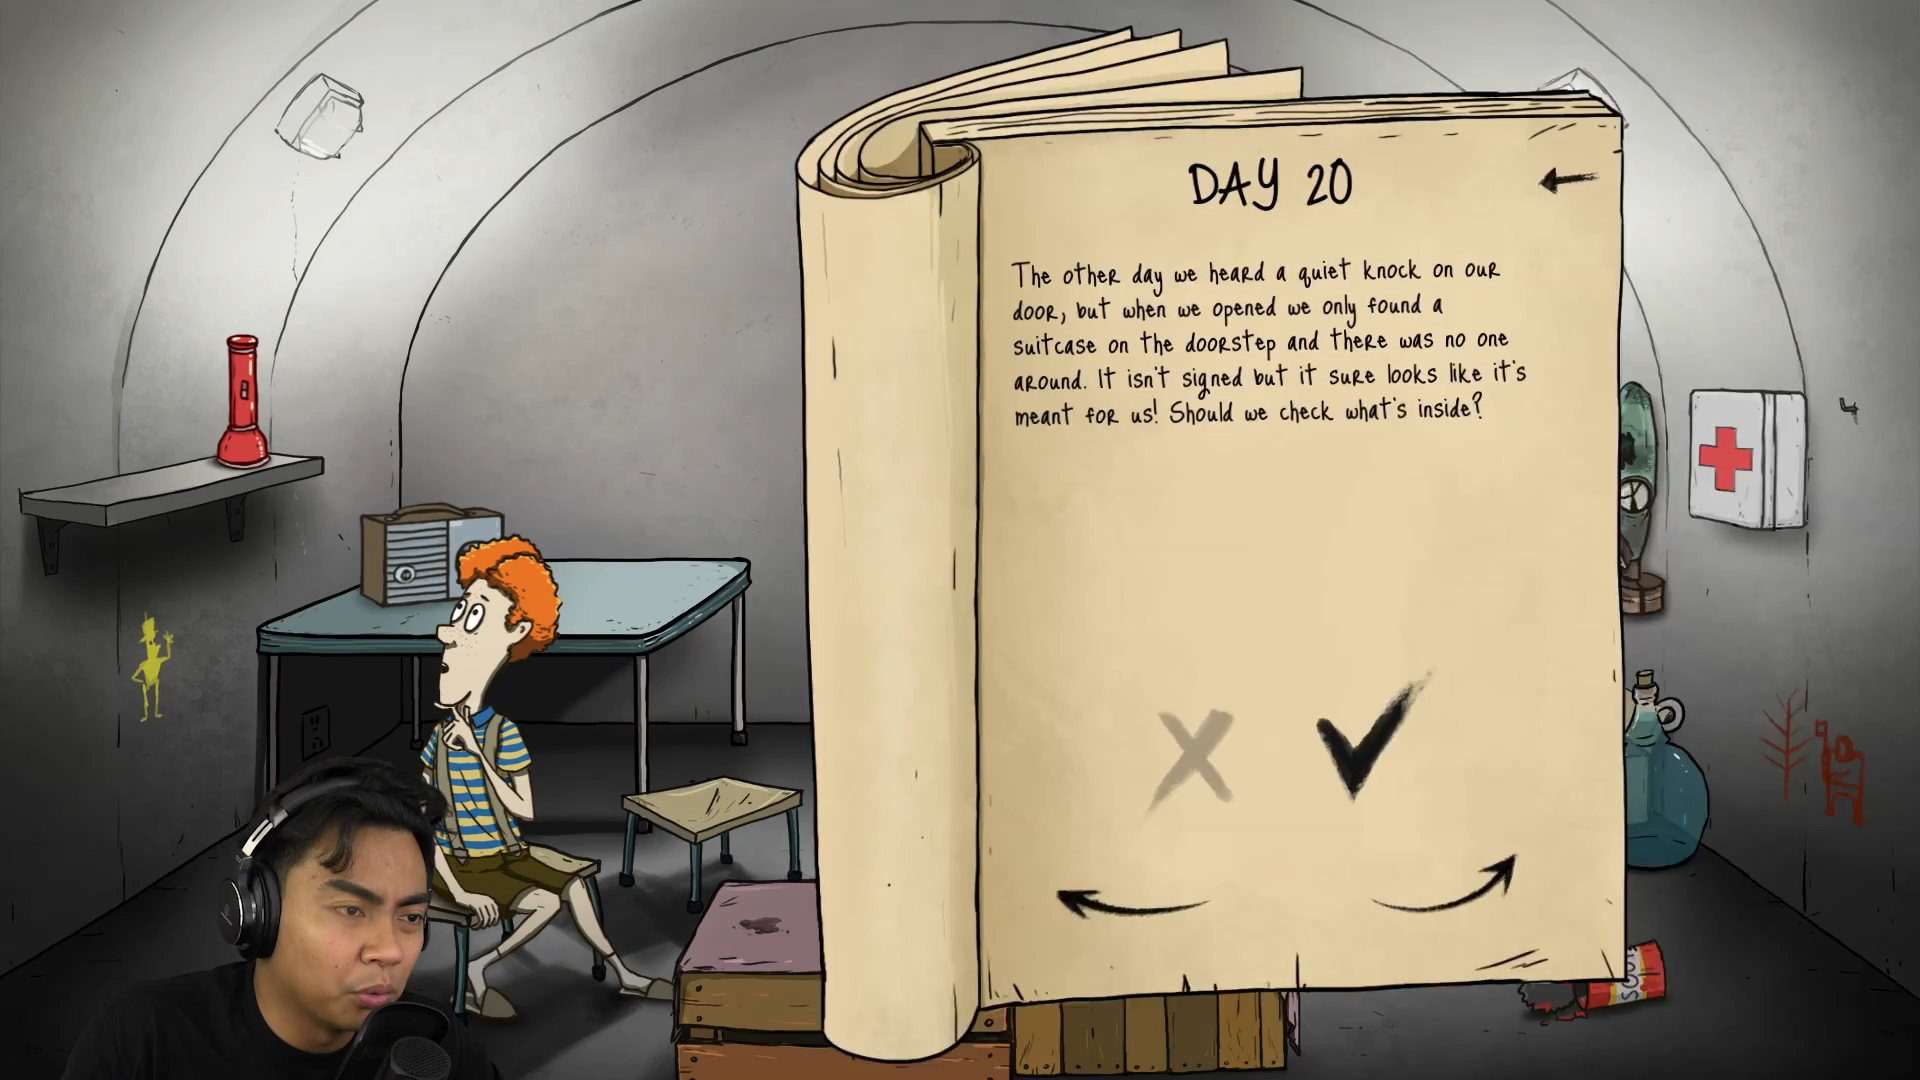 DAY 20
The other day we heard a quiet knock on our
door, but when we opened we only found a
suitcase on the doorstep and there was no one
around. It isn't signed but it sure looks like it's
meant for us! Should we check what's inside?
SOUP